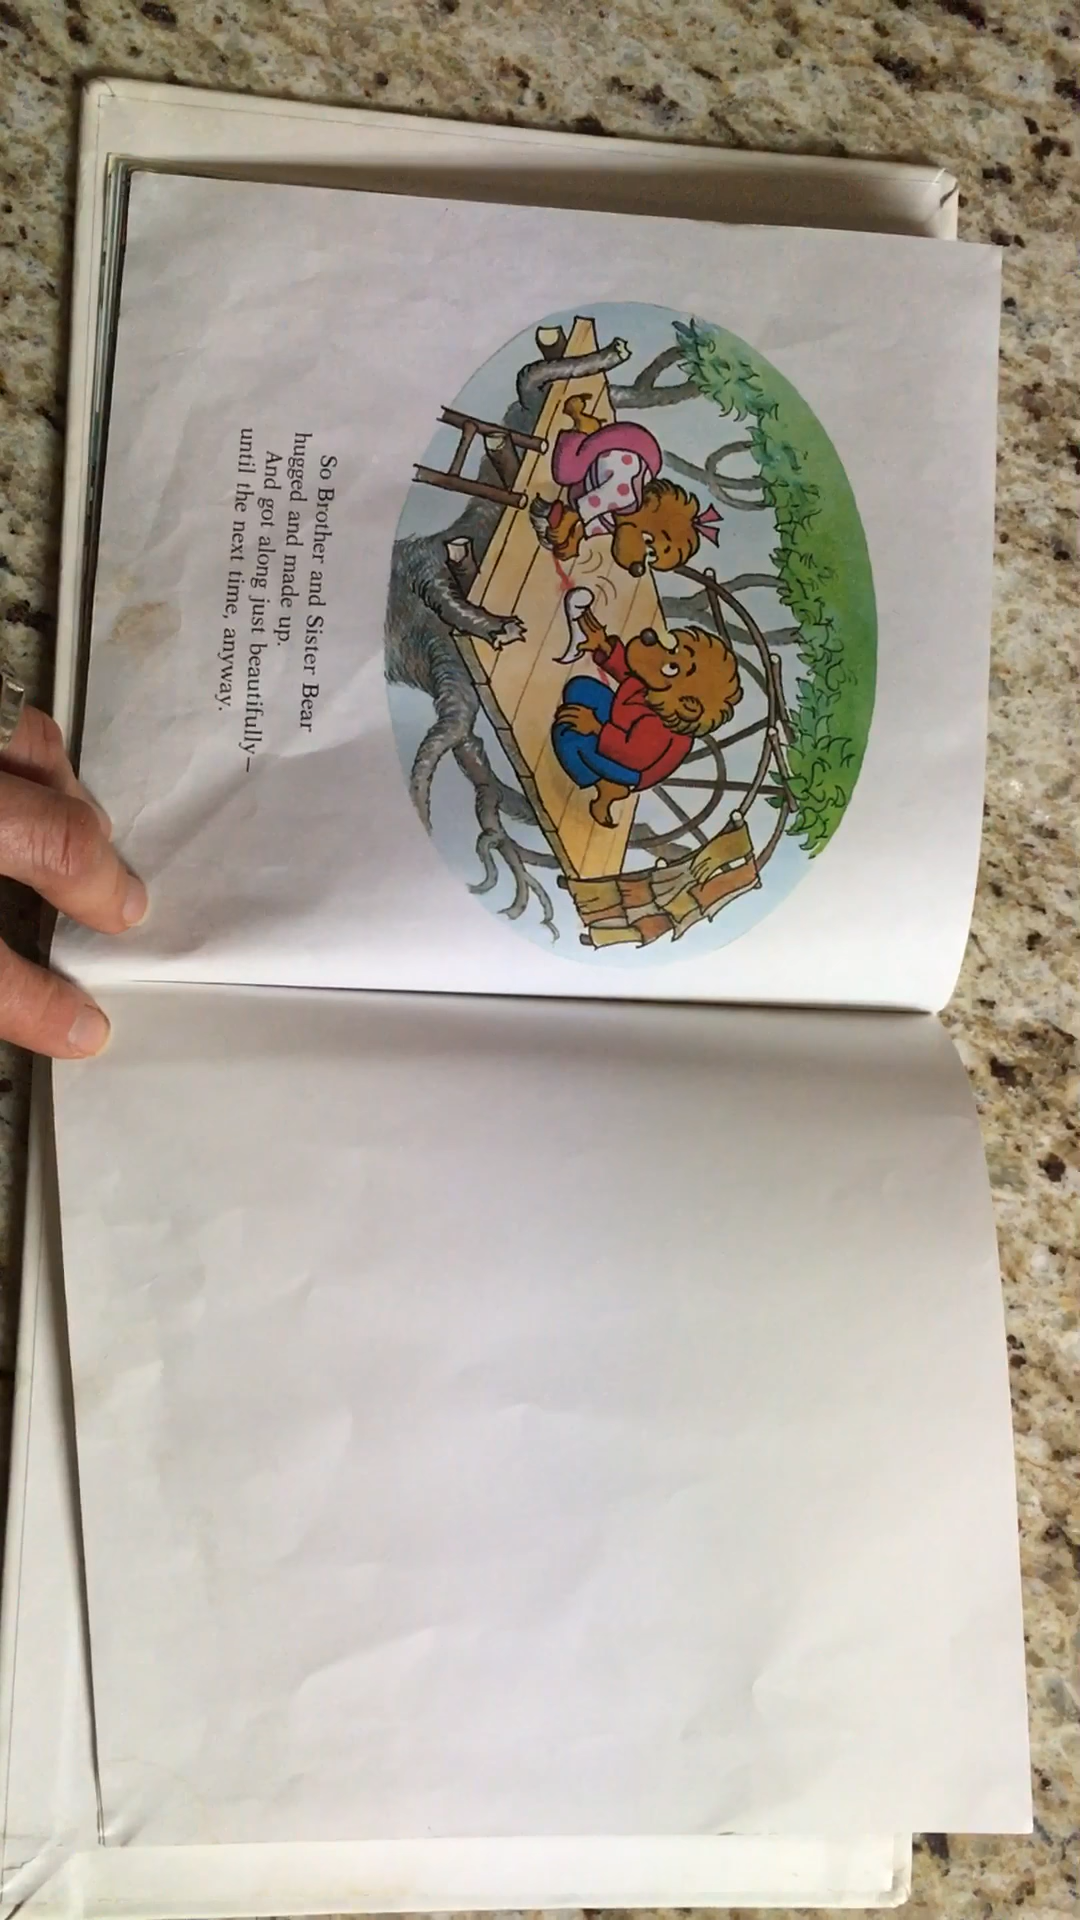 So Brother and Sister Bear
hugged and made up.
And got along just beautifully—
until the next time, anyway.